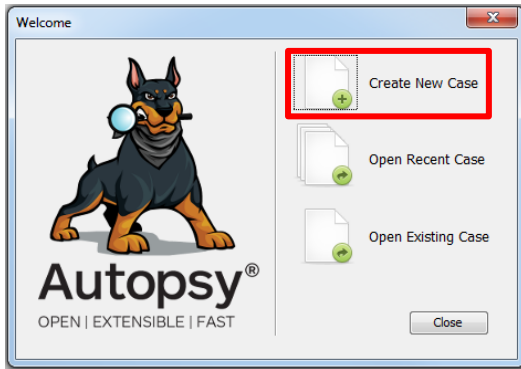 Welcome
Create New Case
Open Recent Case
Open Existing Case
Autopsy®
OPEN | EXTENSIBLE | FAST
Close